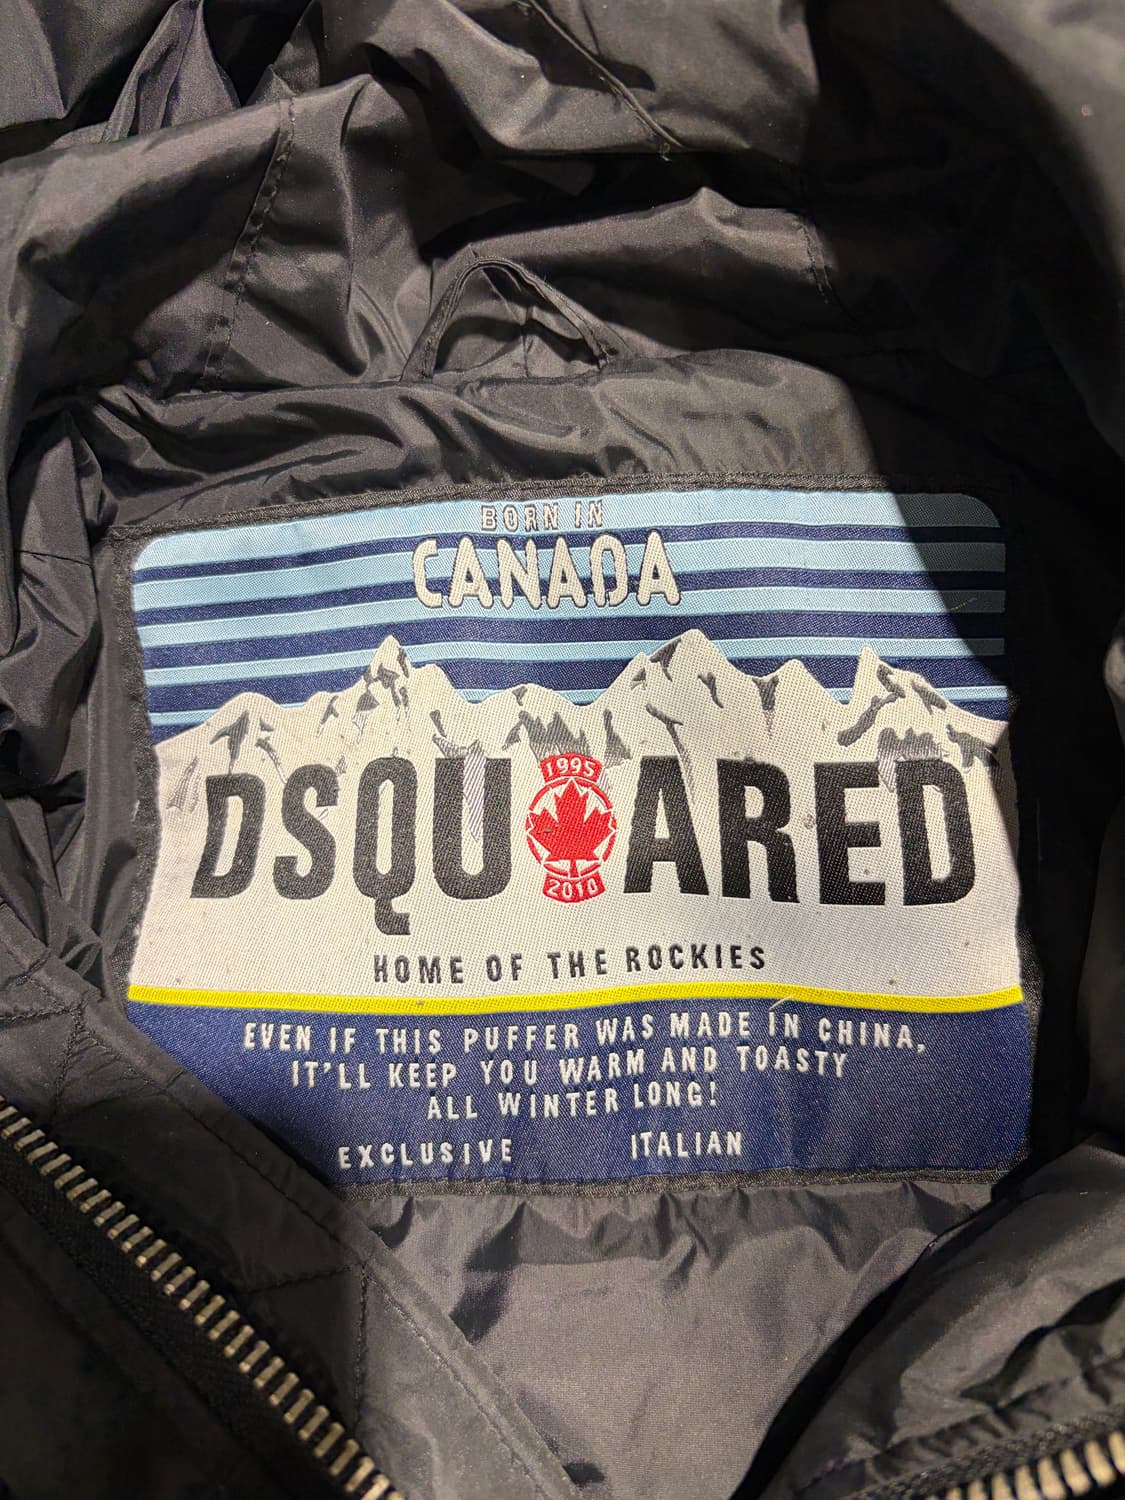 BORN IN
CANADA
1995
DSQU ARED
2010
HOME OF THE ROCKIES
EVEN IF THIS PUFFER WAS MADE IN CHINA,
IT'LL KEEP YOU WARM AND TOASTY
ALL WINTER LONG!
EXCLUSIVE ITALIAN